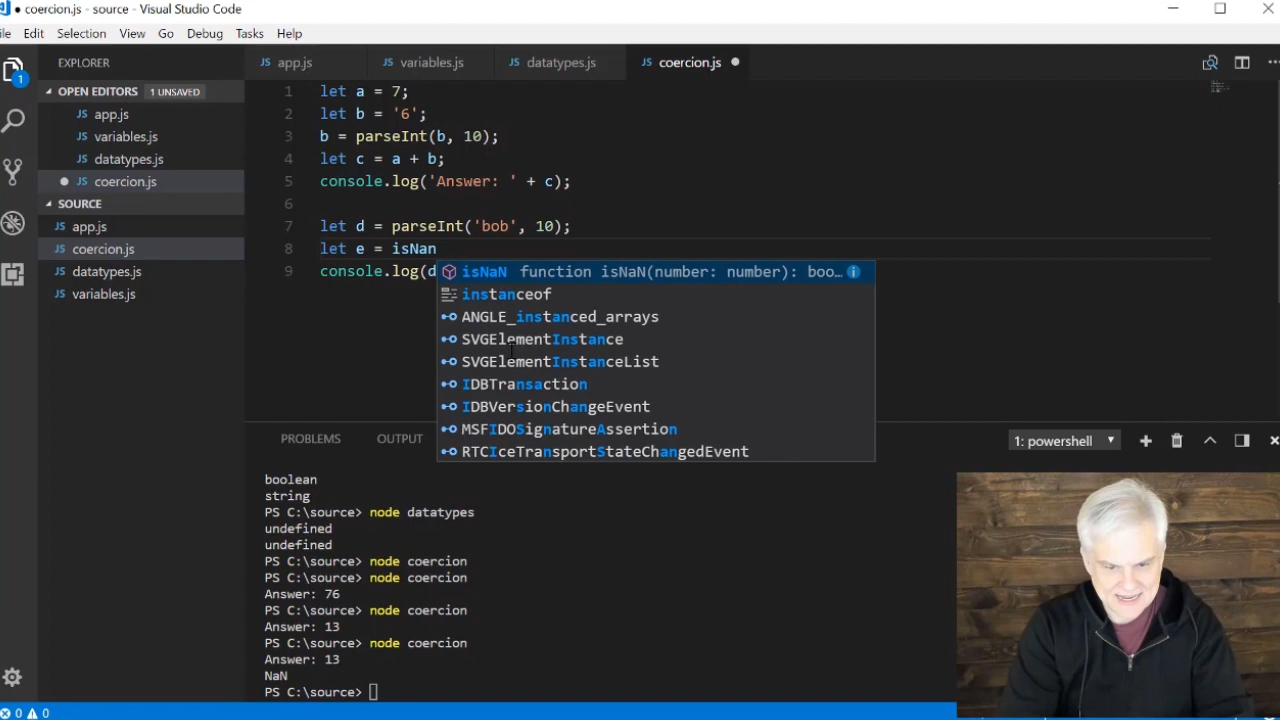 coercion.js - source - Visual Studio Code
ile Edit Selection View Go Debug Tasks Help
EXPLORER
OPEN EDITORS 1 UNSAVED
JS app.js
JS variables.js
JS datatypes.js
JS coercion.js
SOURCE
JS app.js
JS coercion.js
JS datatypes.js
JS variables.js
1
JS app.js JS variables.js JS datatypes.js JS coercion.js
1 let a = 7;
2 let b = '6';
3 b = parseInt(b, 10);
4 let c = a + b;
5 console.log('Answer: ' + c);
6
7 let d = parseInt('bob', 10);
8 let e = isNan
9 console.log(d
isNaN function isNaN(number: number): boo…
instanceof
ANGLE_instanced_arrays
SVGElementInstance
SVGElementInstanceList
IDBTransaction
IDBVersionChangeEvent
MSFIDOSignatureAssertion
RTCIceTransportStateChangedEvent
PROBLEMS OUTPUT 1: powershell
boolean
string
PS C:\source> node datatypes
undefined
undefined
PS C:\source> node coercion
PS C:\source> node coercion
Answer: 76
PS C:\source> node coercion
Answer: 13
PS C:\source> node coercion
Answer: 13
NaN
PS C:\source>
0 0